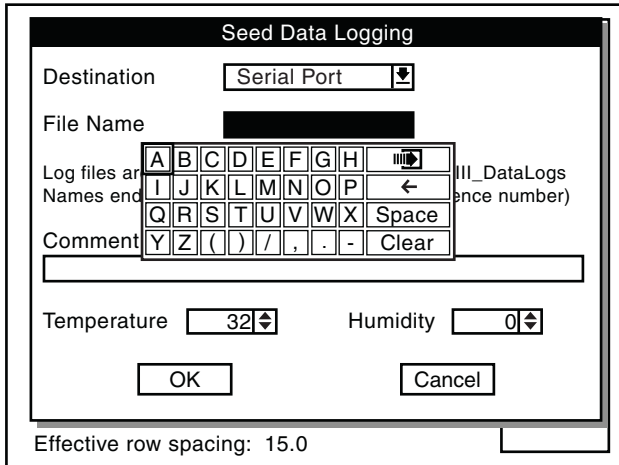 Seed Data Logging
Destination Serial Port
File Name
Log files ar III_DataLogs
Names end ence number)
A B C D E F G H
I J K L M N O P ←
Q R S T U V W X Space
Y Z ( ) / , . - Clear
Comment
Temperature 32 Humidity 0
OK Cancel
Effective row spacing: 15.0